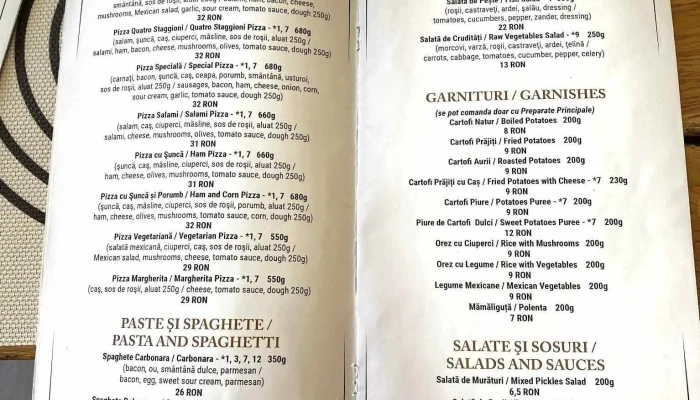 smântână, sos de roșii, aluat 250g / ham, bacon, cheese,
mushrooms, Mexican salad, garlic, sour cream, tomato sauce, dough 250g)
32 RON
Pizza Quatro Staggioni / Quatro Staggioni Pizza - *1, 7 680g
(salam, șuncă, caș, ciuperci, măsline, sos de roșii, aluat 250g /
salami, ham, bacon, cheese, mushrooms, olives, tomato sauce, dough 250g)
32 RON
Pizza Specială / Special Pizza - *1, 7 680g
(carnați, bacon, șuncă, caș, ceapa, porumb, smântână, usturoi,
sos de roșii, aluat 250g / sausages, bacon, ham, cheese, onion, corn,
sour cream, garlic, tomato sauce, dough 250g)
32 RON
Pizza Salami / Salami Pizza - *1, 7 660g
(salam, caș, ciuperci, măsline, sos de roșii, aluat 250g /
salami, cheese, mushrooms, olives, tomato sauce, dough 250g)
31 RON
Pizza cu Șuncă / Ham Pizza - *1, 7 660g
(șuncă, caș, măsline, ciuperci, sos de roșii, aluat 250g /
ham, cheese, olives, mushrooms, tomato sauce, dough 250g)
31 RON
Pizza cu Șuncă și Porumb / Ham and Corn Pizza - *1, 7 680g
(șuncă, caș, măsline, ciuperci, sos de roșii, porumb, aluat 250g /
ham, cheese, olives, mushrooms, tomato sauce, corn, dough 250g)
32 RON
Pizza Vegetariană / Vegetarian Pizza - *1, 7 550g
(salată mexicană, ciuperci, caș, sos de roșii, aluat 250g /
Mexican salad, mushrooms, cheese, tomato sauce, dough 250g)
29 RON
Pizza Margherita / Margherita Pizza - *1, 7 550g
(caș, sos de roșii, aluat 250g / cheese, tomato sauce, dough 250g)
29 RON
PASTE ȘI SPAGHETE /
PASTA AND SPAGHETTI
Spaghete Carbonara / Carbonara - *1, 3, 7, 12 350g
(bacon, ou, smântână dulce, parmesan /
bacon, egg, sweet sour cream, parmesan)
26 RON
Salată de Pește /
(roșii, castraveți, ardei, șalău, dressing /
tomatoes, cucumbers, pepper, zander, dressing)
22 RON
Salată de Crudități / Raw Vegetables Salad - *9 250g
(morcovi, varză, roșii, castraveți, ardei, țelină /
carrots, cabbage, tomatoes, cucumber, pepper, celery)
13 RON
GARNITURI / GARNISHES
(se pot comanda doar cu Preparate Principale)
Cartofi Natur / Boiled Potatoes 200g
8 RON
Cartofi Prăjiți / Fried Potatoes 200g
9 RON
Cartofi Aurii / Roasted Potatoes 200g
9 RON
Cartofi Prăjiți cu Caș / Fried Potatoes with Cheese - *7 230g
9 RON
Cartofi Piure / Potatoes Puree - *7 200g
9 RON
Piure de Cartofi Dulci / Sweet Potatoes Puree - *7 200g
12 RON
Orez cu Ciuperci / Rice with Mushrooms 200g
9 RON
Orez cu Legume / Rice with Vegetables 200g
9 RON
Legume Mexicane / Mexican Vegetables 200g
9 RON
Mămăliguță / Polenta 200g
7 RON
SALATE ȘI SOSURI /
SALADS AND SAUCES
Salată de Murături / Mixed Pickles Salad 200g
6,5 RON